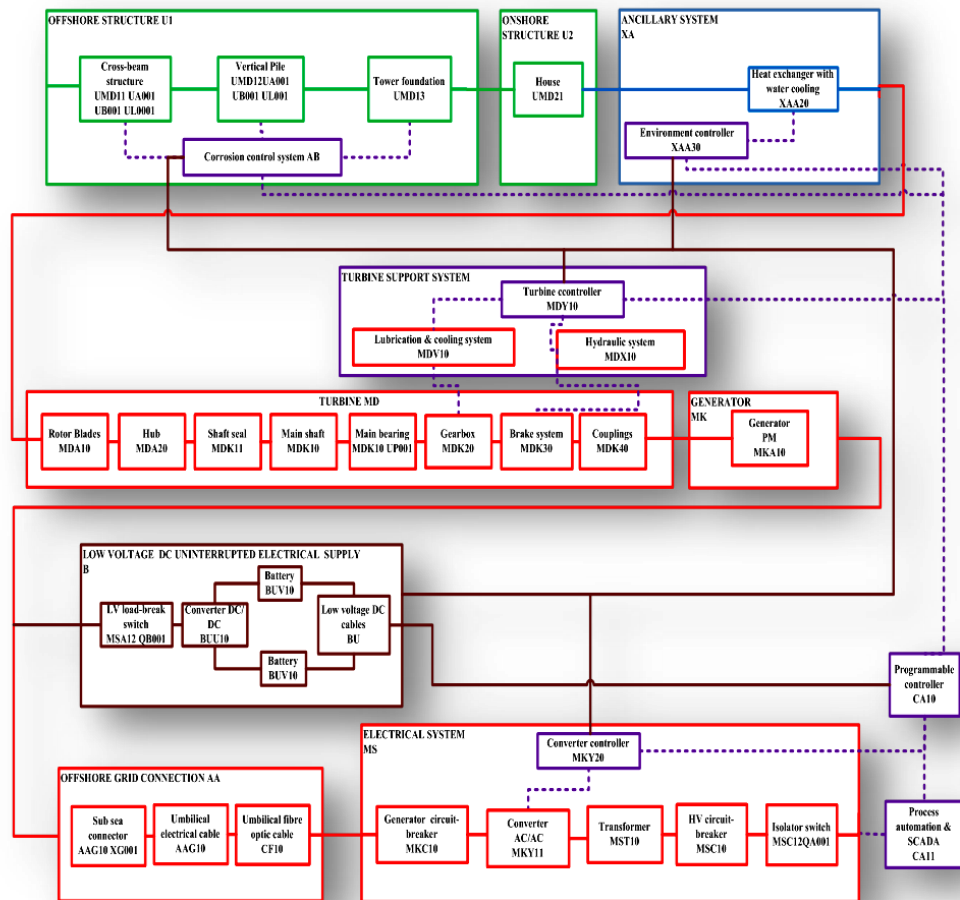 OFFSHORE STRUCTURE U1
Cross-beam
structure
UMD11 UA001
UB001 UL0001
Vertical Pile
UMD12UA001
UB001 UL001
Tower foundation
UMD13
Corrosion control system AB
ONSHORE
STRUCTURE U2
House
UMD21
ANCILLARY SYSTEM
XA
Heat exchanger with
water cooling
XAA20
Environment controller
XAA30
TURBINE SUPPORT SYSTEM
Turbine ccontroller
MDY10
Lubrication & cooling system
MDV10
Hydraulic system
MDX10
TURBINE MD
Rotor Blades
MDA10
Hub
MDA20
Shaft seal
MDK11
Main shaft
MDK10
Main bearing
MDK10 UP001
Gearbox
MDK20
Brake system
MDK30
Couplings
MDK40
GENERATOR
MK
Generator
PM
MKA10
LOW VOLTAGE DC UNINTERRUPTED ELECTRICAL SUPPLY
B
LV load-break
switch
MSA12 QB001
Converter DC/
DC
BUU10
Battery
BUV10
Battery
BUV10
Low voltage DC
cables
BU
Programmable
controller
CA10
ELECTRICAL SYSTEM
MS
Converter controller
MKY20
Generator circuit-
breaker
MKC10
Converter
AC/AC
MKY11
Transformer
MST10
HV circuit-
breaker
MSC10
Isolator switch
MSC12QA001
Process automation &
SCADA
CA11
OFFSHORE GRID CONNECTION AA
Sub sea
connector
AAG10 XG001
Umbilical
electrical cable
AAG10
Umbilical fibre
optic cable
CF10